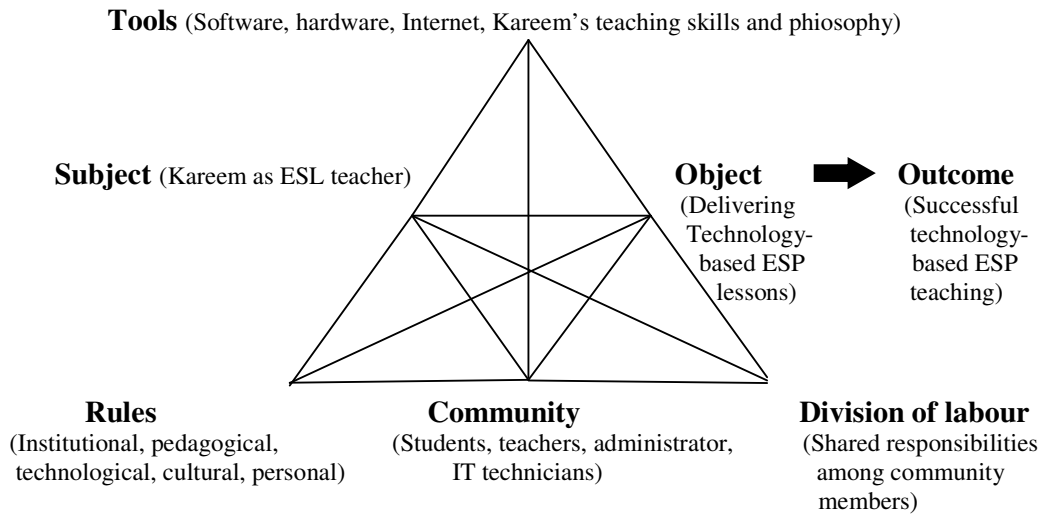 Tools (Software, hardware, Internet, Kareem's teaching skills and phiosophy)
Subject (Kareem as ESL teacher)
Object
(Delivering
Technology-
based ESP
lessons)
Outcome
(Successful
technology-
based ESP
teaching)
Rules
(Institutional, pedagogical,
technological, cultural, personal)
Community
(Students, teachers, administrator,
IT technicians)
Division of labour
(Shared responsibilities
among community
members)